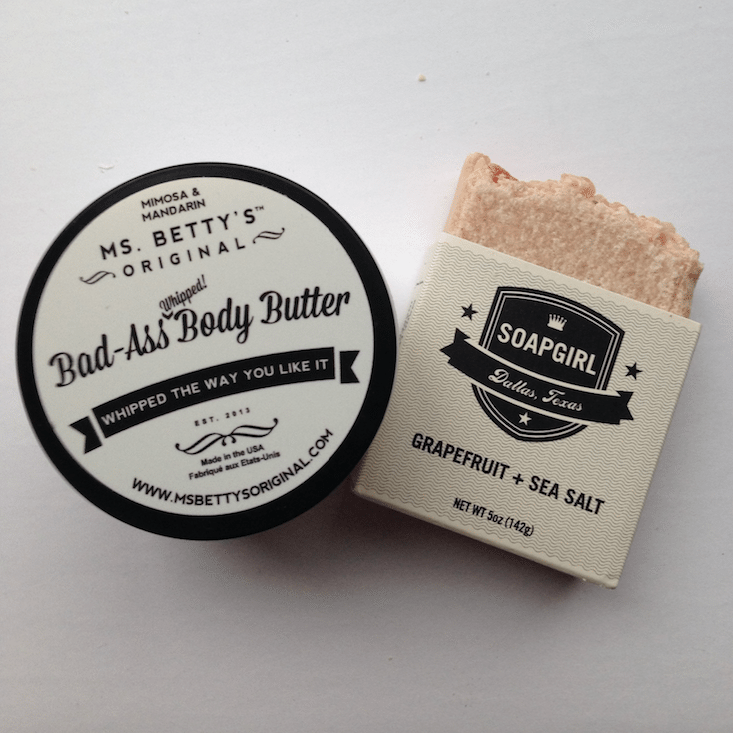 MIMOSA &
MANDARIN
MS. BETTY'S™
ORIGINAL
Whipped!
Bad-Ass Body Butter
WHIPPED THE WAY YOU LIKE IT
EST. 2013
Made in the USA
Fabriqué aux Etats-Unis
WWW.MSBETTYSORIGINAL.COM
SOAPGIRL
Dallas, Texas
GRAPEFRUIT + SEA SALT
NET WT 5oz (142g)